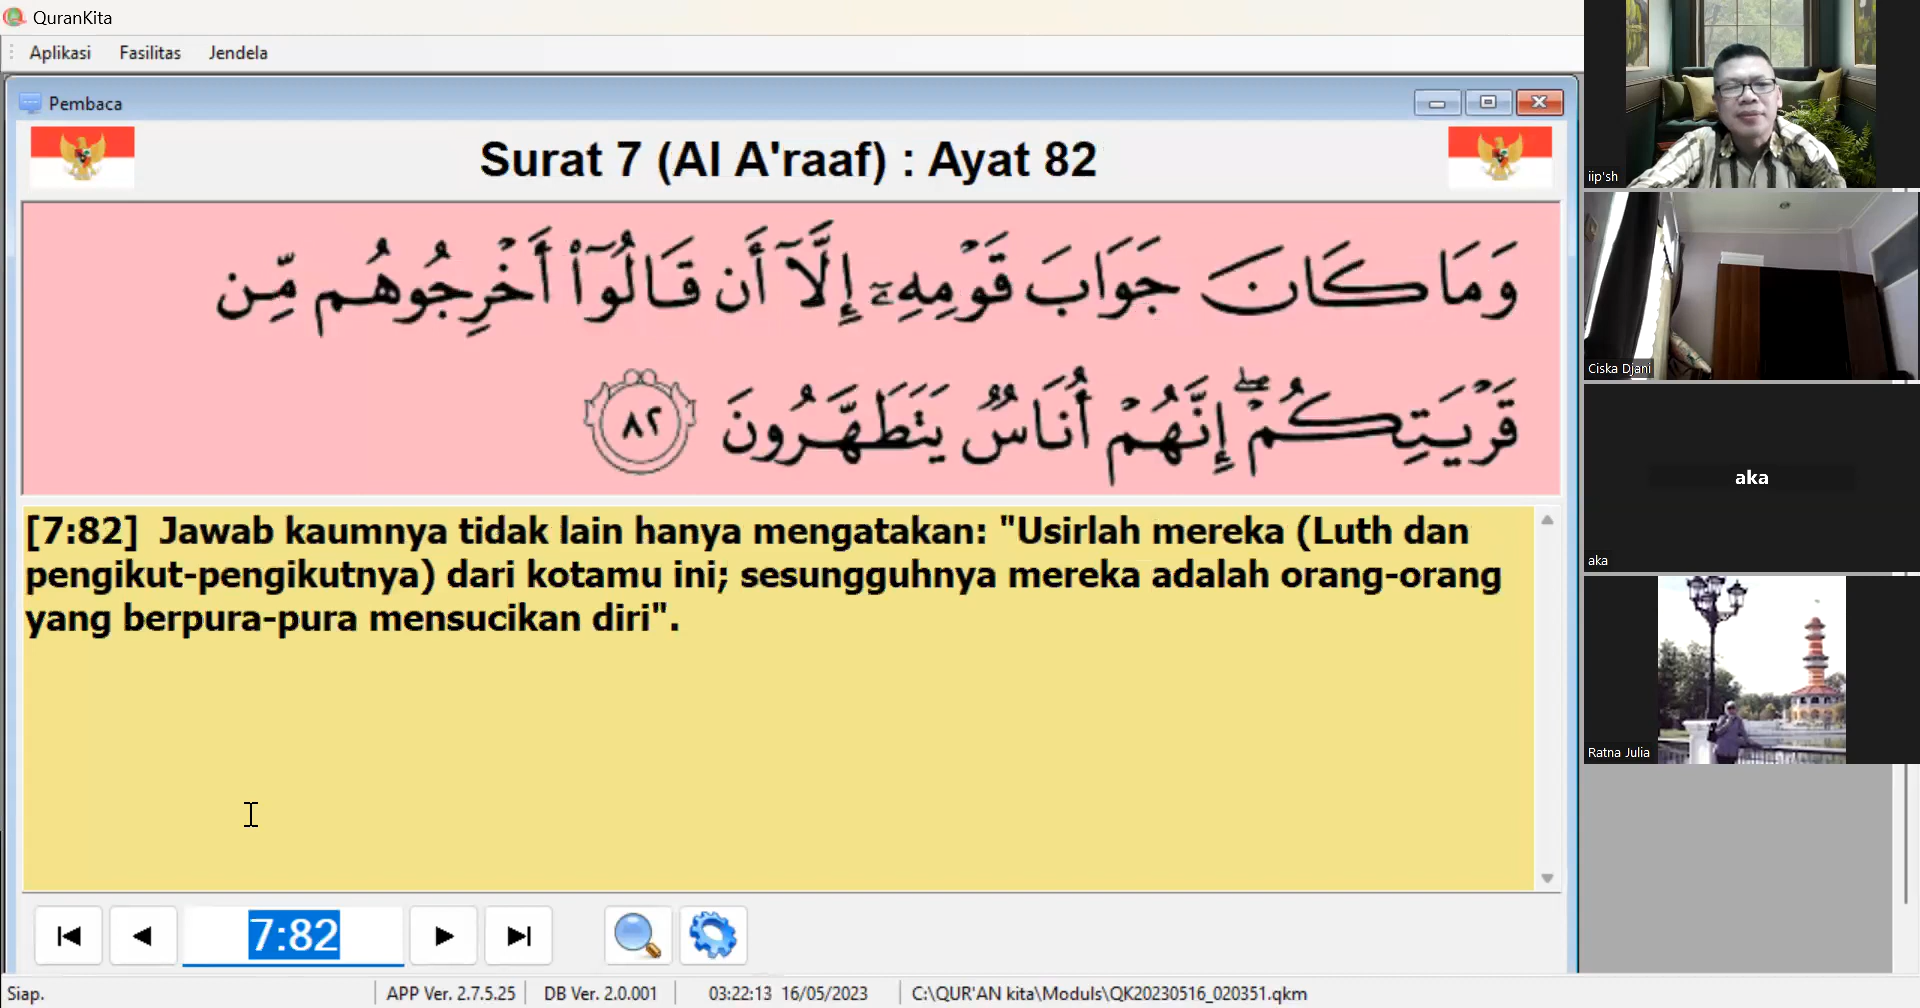 QuranKita
Aplikasi Fasilitas Jendela
Pembaca
Surat 7 (Al A'raaf) : Ayat 82
وَمَا كَانَ جَوَابَ قَوْمِهِۦٓ إِلَّآ أَن قَالُوٓا۟ أَخْرِجُوهُم مِّن
قَرْيَتِكُمْ ۖ إِنَّهُمْ أُنَاسٌ يَتَطَهَّرُونَ ٨٢
[7:82] Jawab kaumnya tidak lain hanya mengatakan: "Usirlah mereka (Luth dan
pengikut-pengikutnya) dari kotamu ini; sesungguhnya mereka adalah orang-orang
yang berpura-pura mensucikan diri".
7:82
Siap. APP Ver. 2.7.5.25 DB Ver. 2.0.001 03:22:13 16/05/2023 C:\QUR'AN kita\Moduls\QK20230516_020351.qkm
iip'sh
Ciska Djani
aka
aka
Ratna Julia